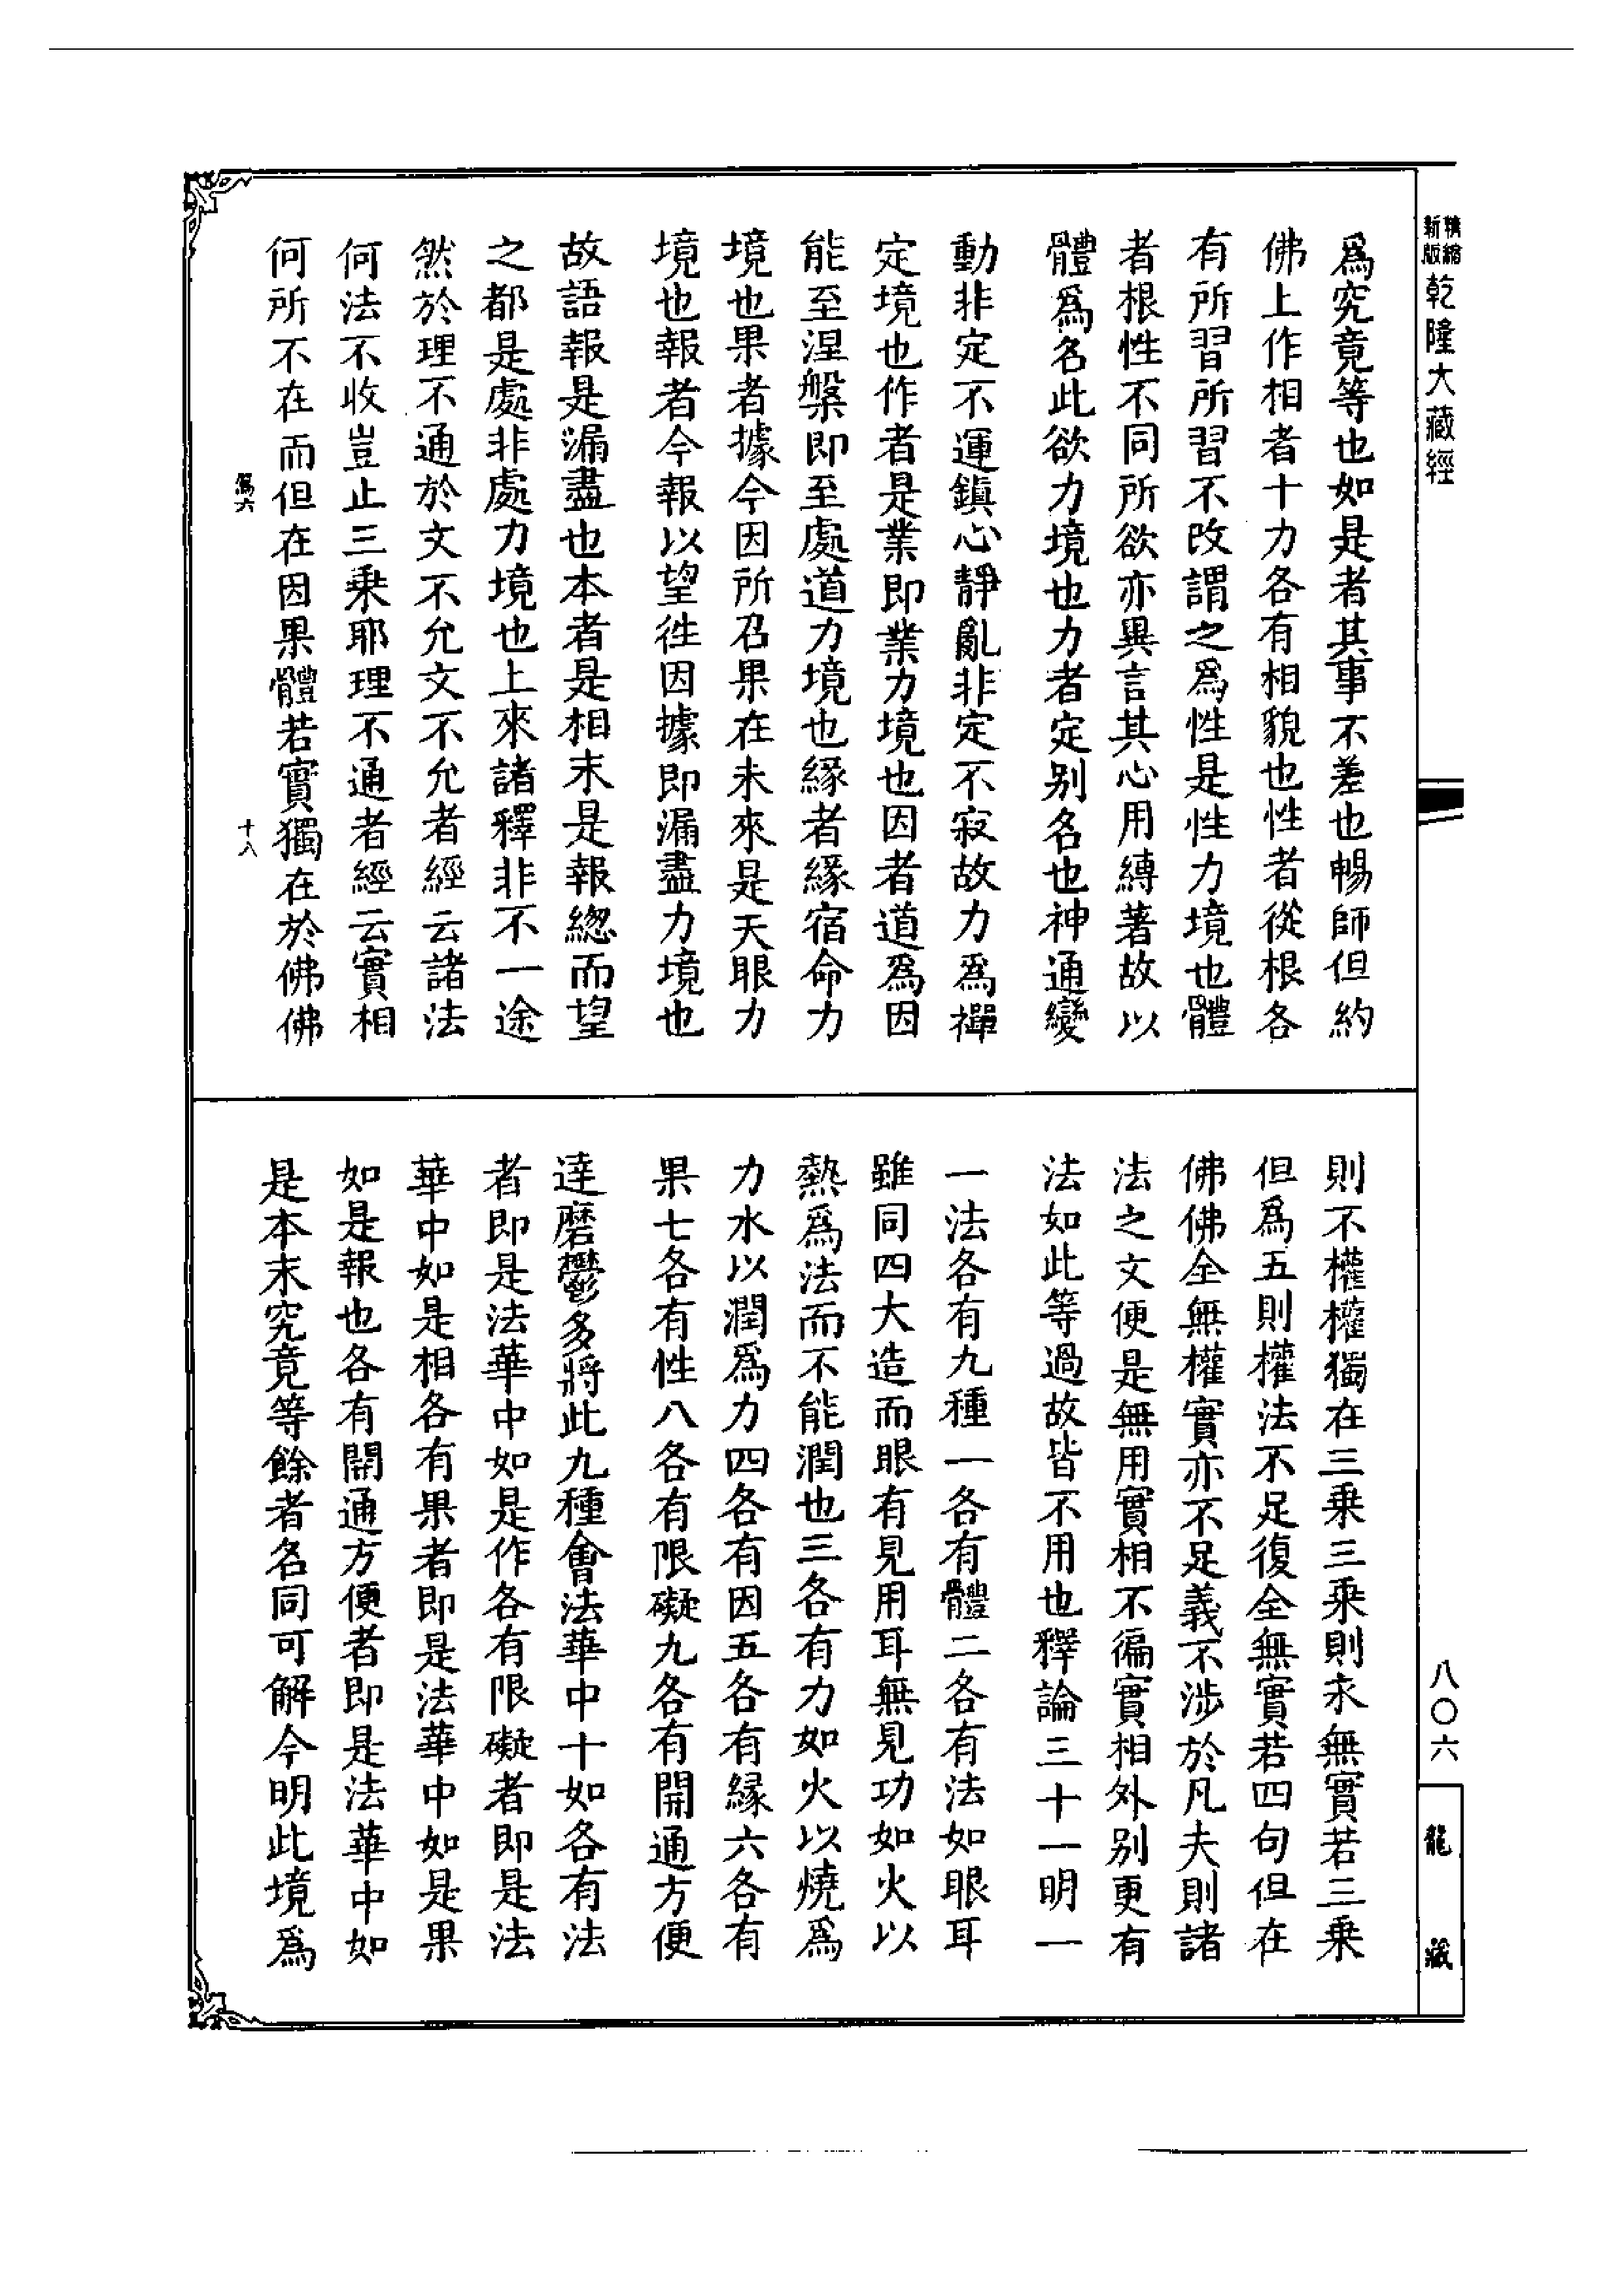 新版精縮乾隆大藏經
八〇六
龍藏
爲究竟等也如是者其事不差也暢師但約
佛上作相者十力各有相貌也性者從根各
有所習所習不改謂之爲性是性力境也體
者根性不同所欲亦異言其心用縛著故以
體爲名此欲力境也力者定别名也神通變
動非定不運鎮心靜亂非定不寂故力爲禪
定境也作者是業即業力境也因者道爲因
能至涅槃即至處道力境也緣者緣宿命力
境也果者據今因所召果在未來是天眼力
境也報者今報以望徃因據即漏盡力境也
故語報是漏盡也本者是相末是報總而望
之都是處非處力境也上來諸釋非不一途
然於理不通於文不允文不允者經云諸法
何法不收豈止三乘耶理不通者經云實相
何所不在而但在因果體若實獨在於佛佛
十八
則不權權獨在三乘三乘則永無實若三乘
但爲五則權法不足復全無實若四句但在
佛佛全無權實亦不足義不涉於凡夫則諸
法之文便是無用實相不徧實相外别更有
法如此等過故皆不用也釋論三十一明一
一法各有九種一各有體二各有法如眼耳
雖同四大造而眼有見用耳無見功如火以
熱爲法而不能潤也三各有力如火以燒爲
力水以潤爲力四各有因五各有緣六各有
果七各有性八各有限礙九各有開通方便
達磨鬱多將此九種會法華中十如各有法
者即是法華中如是作各有限礙者即是法
華中如是相各有果者即是法華中如是果
如是報也各有開通方便者即是法華中如
是本末究竟等餘者名同可解今明此境爲